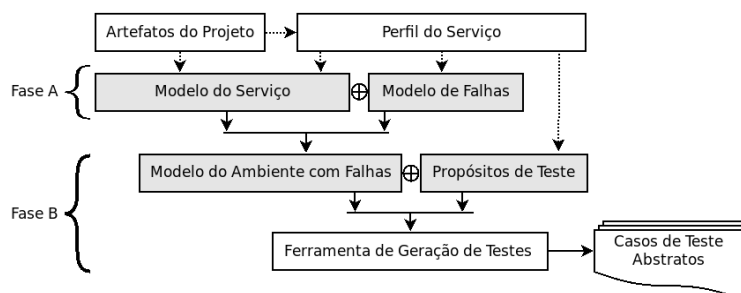 Artefatos do Projeto
Perfil do Serviço
Fase A
Modelo do Serviço
Modelo de Falhas
Fase B
Modelo do Ambiente com Falhas
Propósitos de Teste
Ferramenta de Geração de Testes
Casos de Teste
Abstratos